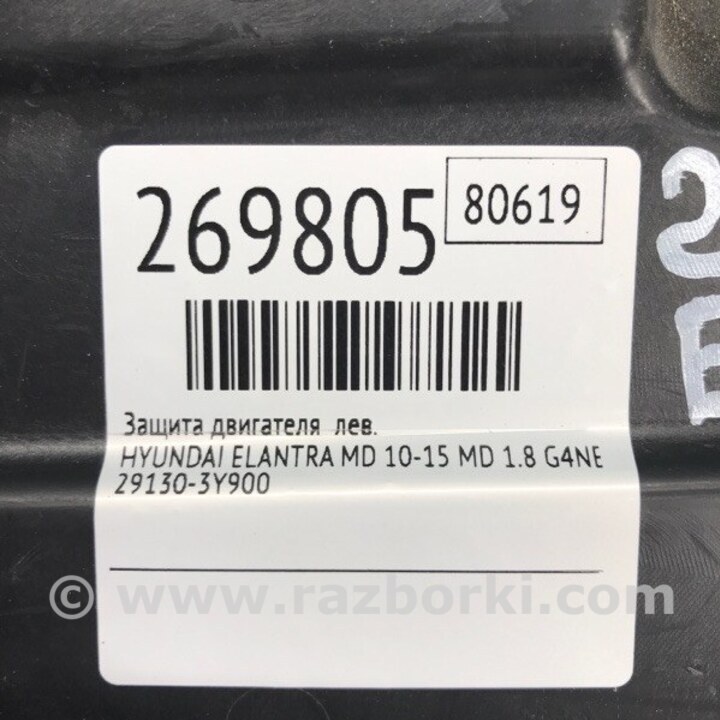 269805
80619
Защита двигателя лев.
HYUNDAI ELANTRA MD 10-15 MD 1.8 G4NE
29130-3Y900
© www.razborki.com
2
E